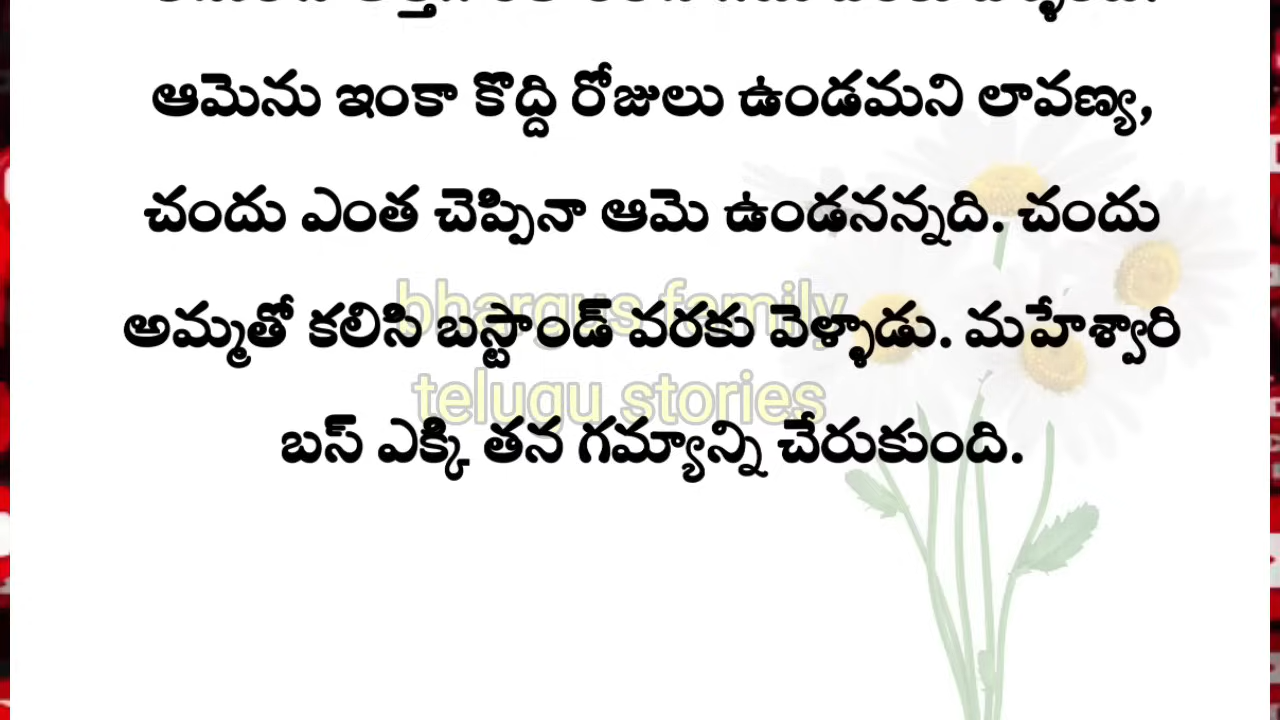 ఆమెను ఇంకా కొద్ది రోజులు ఉండమని లావణ్య,
చందు ఎంత చెప్పినా ఆమె ఉండనన్నది. చందు
అమ్మతో కలిసి బస్టాండ్ వరకు వెళ్ళాడు. మహేశ్వారి
బస్ ఎక్కి తన గమ్యాన్ని చేరుకుంది.
bhargus family
telugu stories